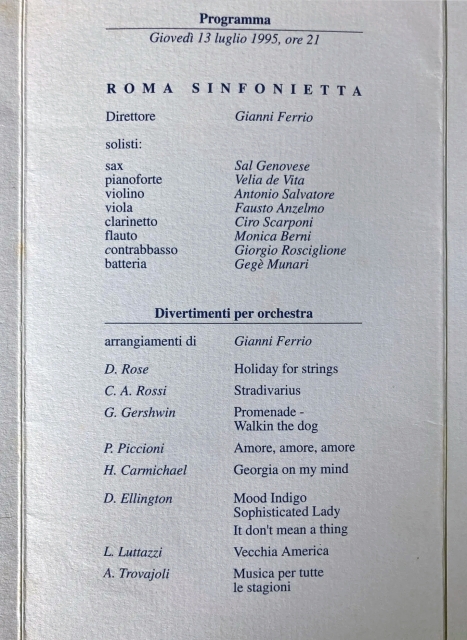 Programma
Giovedì 13 luglio 1995, ore 21
ROMA SINFONIETTA
Direttore Gianni Ferrio
solisti:
sax Sal Genovese
pianoforte Velia de Vita
violino Antonio Salvatore
viola Fausto Anzelmo
clarinetto Ciro Scarponi
flauto Monica Berni
contrabbasso Giorgio Rosciglione
batteria Gegè Munari
Divertimenti per orchestra
arrangiamenti di Gianni Ferrio
D. Rose Holiday for strings
C. A. Rossi Stradivarius
G. Gershwin Promenade -
Walkin the dog
P. Piccioni Amore, amore, amore
H. Carmichael Georgia on my mind
D. Ellington Mood Indigo
Sophisticated Lady
It don't mean a thing
L. Luttazzi Vecchia America
A. Trovajoli Musica per tutte
le stagioni